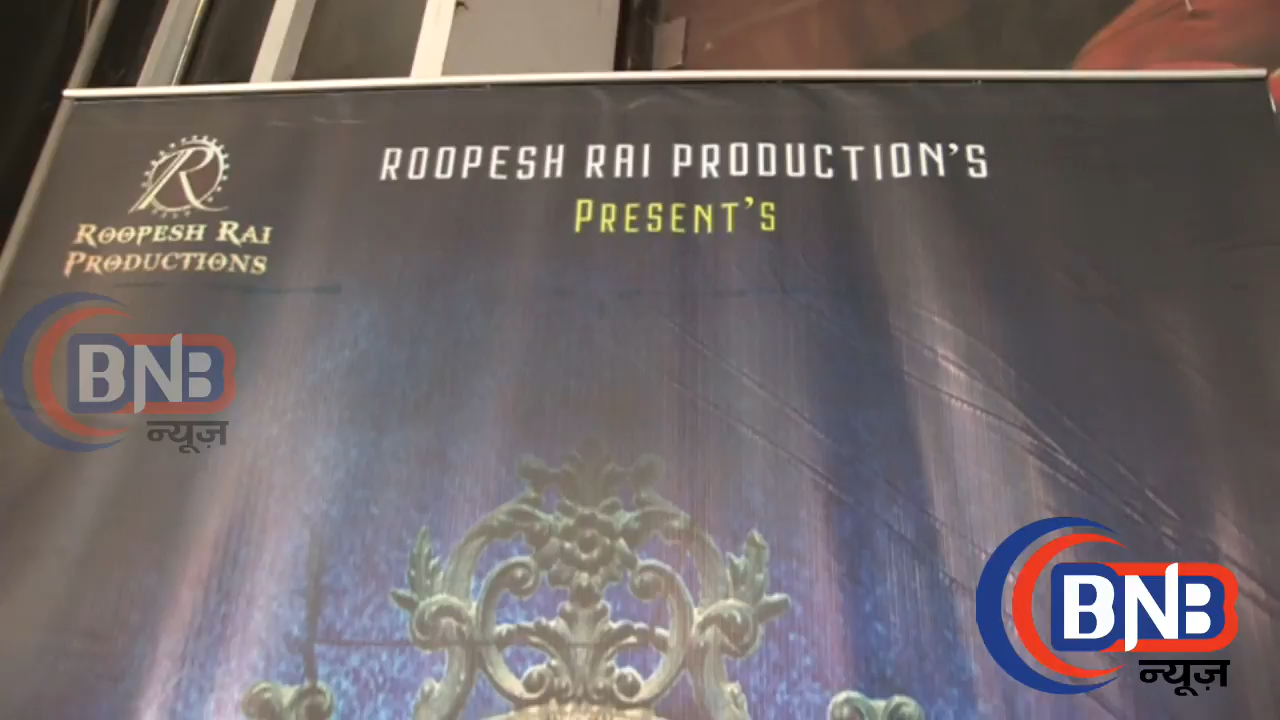 ROOPESH RAI PRODUCTION'S
PRESENT'S
R
ROOPESH RAI
PRODUCTIONS
BNB
न्यूज़
BNB
न्यूज़